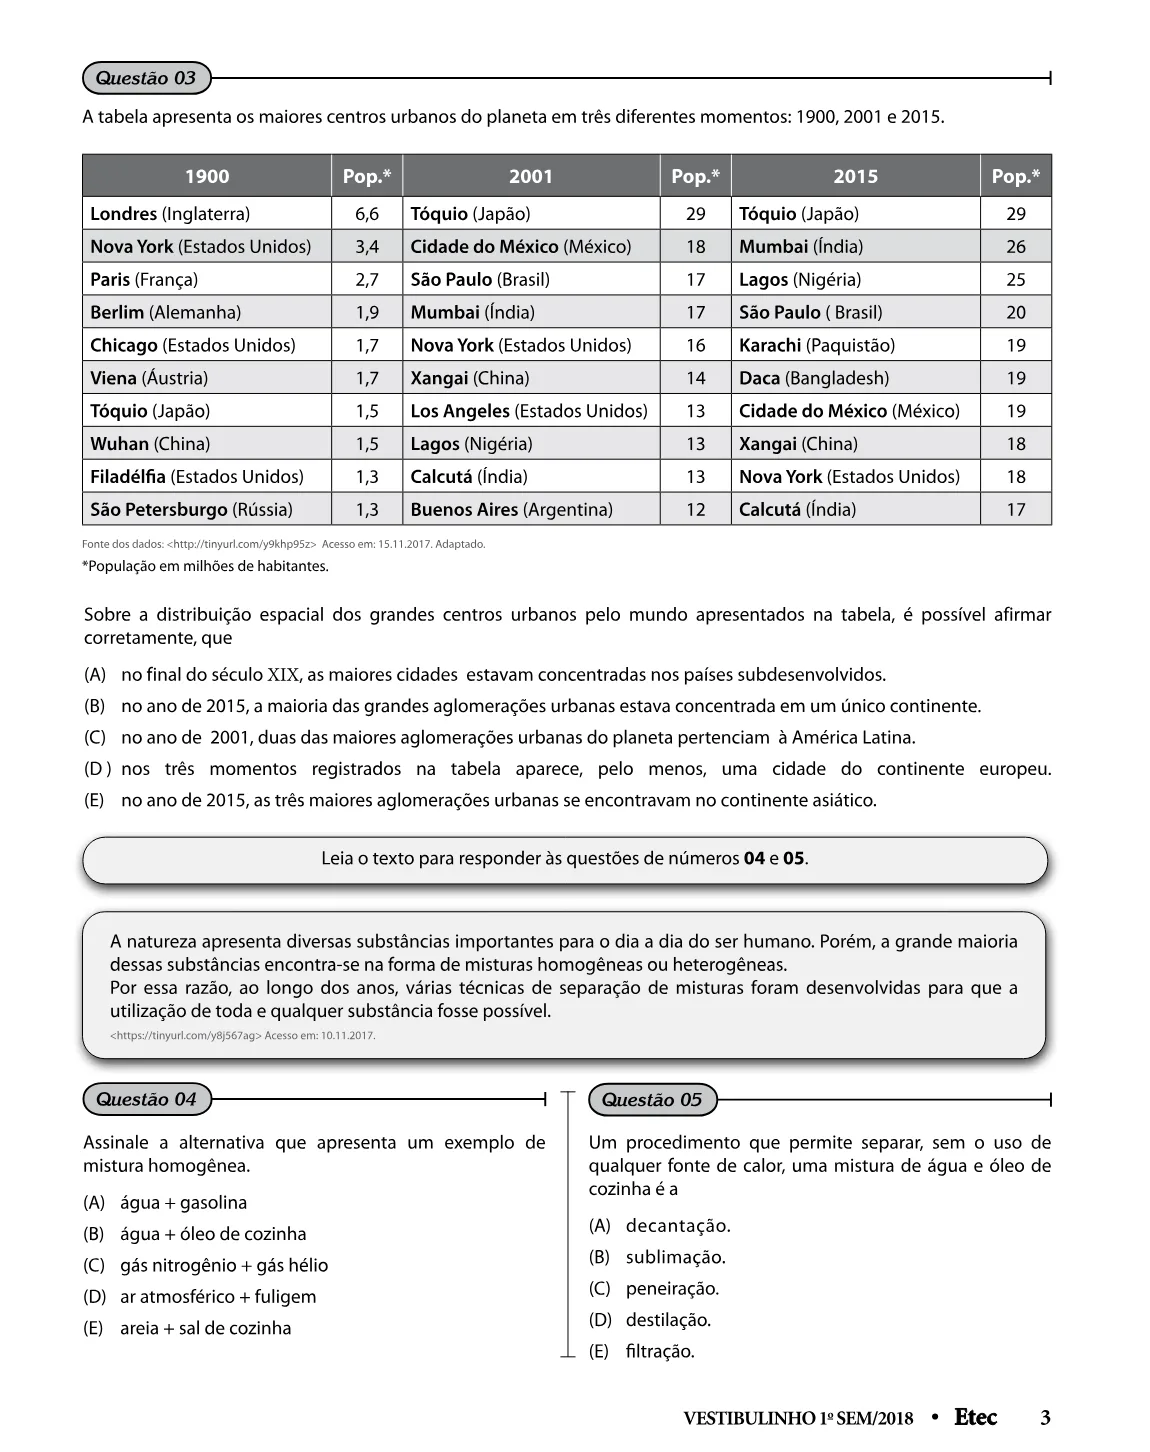 Questão 03
A tabela apresenta os maiores centros urbanos do planeta em três diferentes momentos: 1900, 2001 e 2015.
1900 Pop.* 2001 Pop.* 2015 Pop.*
Londres (Inglaterra) 6,6 Tóquio (Japão) 29 Tóquio (Japão) 29
Nova York (Estados Unidos) 3,4 Cidade do México (México) 18 Mumbai (Índia) 26
Paris (França) 2,7 São Paulo (Brasil) 17 Lagos (Nigéria) 25
Berlim (Alemanha) 1,9 Mumbai (Índia) 17 São Paulo ( Brasil) 20
Chicago (Estados Unidos) 1,7 Nova York (Estados Unidos) 16 Karachi (Paquistão) 19
Viena (Áustria) 1,7 Xangai (China) 14 Daca (Bangladesh) 19
Tóquio (Japão) 1,5 Los Angeles (Estados Unidos) 13 Cidade do México (México) 19
Wuhan (China) 1,5 Lagos (Nigéria) 13 Xangai (China) 18
Filadélfia (Estados Unidos) 1,3 Calcutá (Índia) 13 Nova York (Estados Unidos) 18
São Petersburgo (Rússia) 1,3 Buenos Aires (Argentina) 12 Calcutá (Índia) 17
Fonte dos dados: <http://tinyurl.com/y9khp95z> Acesso em: 15.11.2017. Adaptado.
*População em milhões de habitantes.
Sobre a distribuição espacial dos grandes centros urbanos pelo mundo apresentados na tabela, é possível afirmar
corretamente, que
(A) no final do século XIX, as maiores cidades estavam concentradas nos países subdesenvolvidos.
(B) no ano de 2015, a maioria das grandes aglomerações urbanas estava concentrada em um único continente.
(C) no ano de 2001, duas das maiores aglomerações urbanas do planeta pertenciam à América Latina.
(D ) nos três momentos registrados na tabela aparece, pelo menos, uma cidade do continente europeu.
(E) no ano de 2015, as três maiores aglomerações urbanas se encontravam no continente asiático.
Leia o texto para responder às questões de números 04 e 05.
A natureza apresenta diversas substâncias importantes para o dia a dia do ser humano. Porém, a grande maioria
dessas substâncias encontra-se na forma de misturas homogêneas ou heterogêneas.
Por essa razão, ao longo dos anos, várias técnicas de separação de misturas foram desenvolvidas para que a
utilização de toda e qualquer substância fosse possível.
<https://tinyurl.com/y8j567ag> Acesso em: 10.11.2017.
Questão 04
Assinale a alternativa que apresenta um exemplo de
mistura homogênea.
(A) água + gasolina
(B) água + óleo de cozinha
(C) gás nitrogênio + gás hélio
(D) ar atmosférico + fuligem
(E) areia + sal de cozinha
Questão 05
Um procedimento que permite separar, sem o uso de
qualquer fonte de calor, uma mistura de água e óleo de
cozinha é a
(A) decantação.
(B) sublimação.
(C) peneiração.
(D) destilação.
(E) filtração.
VESTIBULINHO 1º SEM/2018 • Etec 3